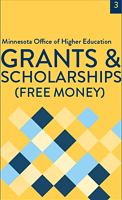 3
Minnesota Office of Higher Education
GRANTS &
SCHOLARSHIPS
(FREE MONEY)